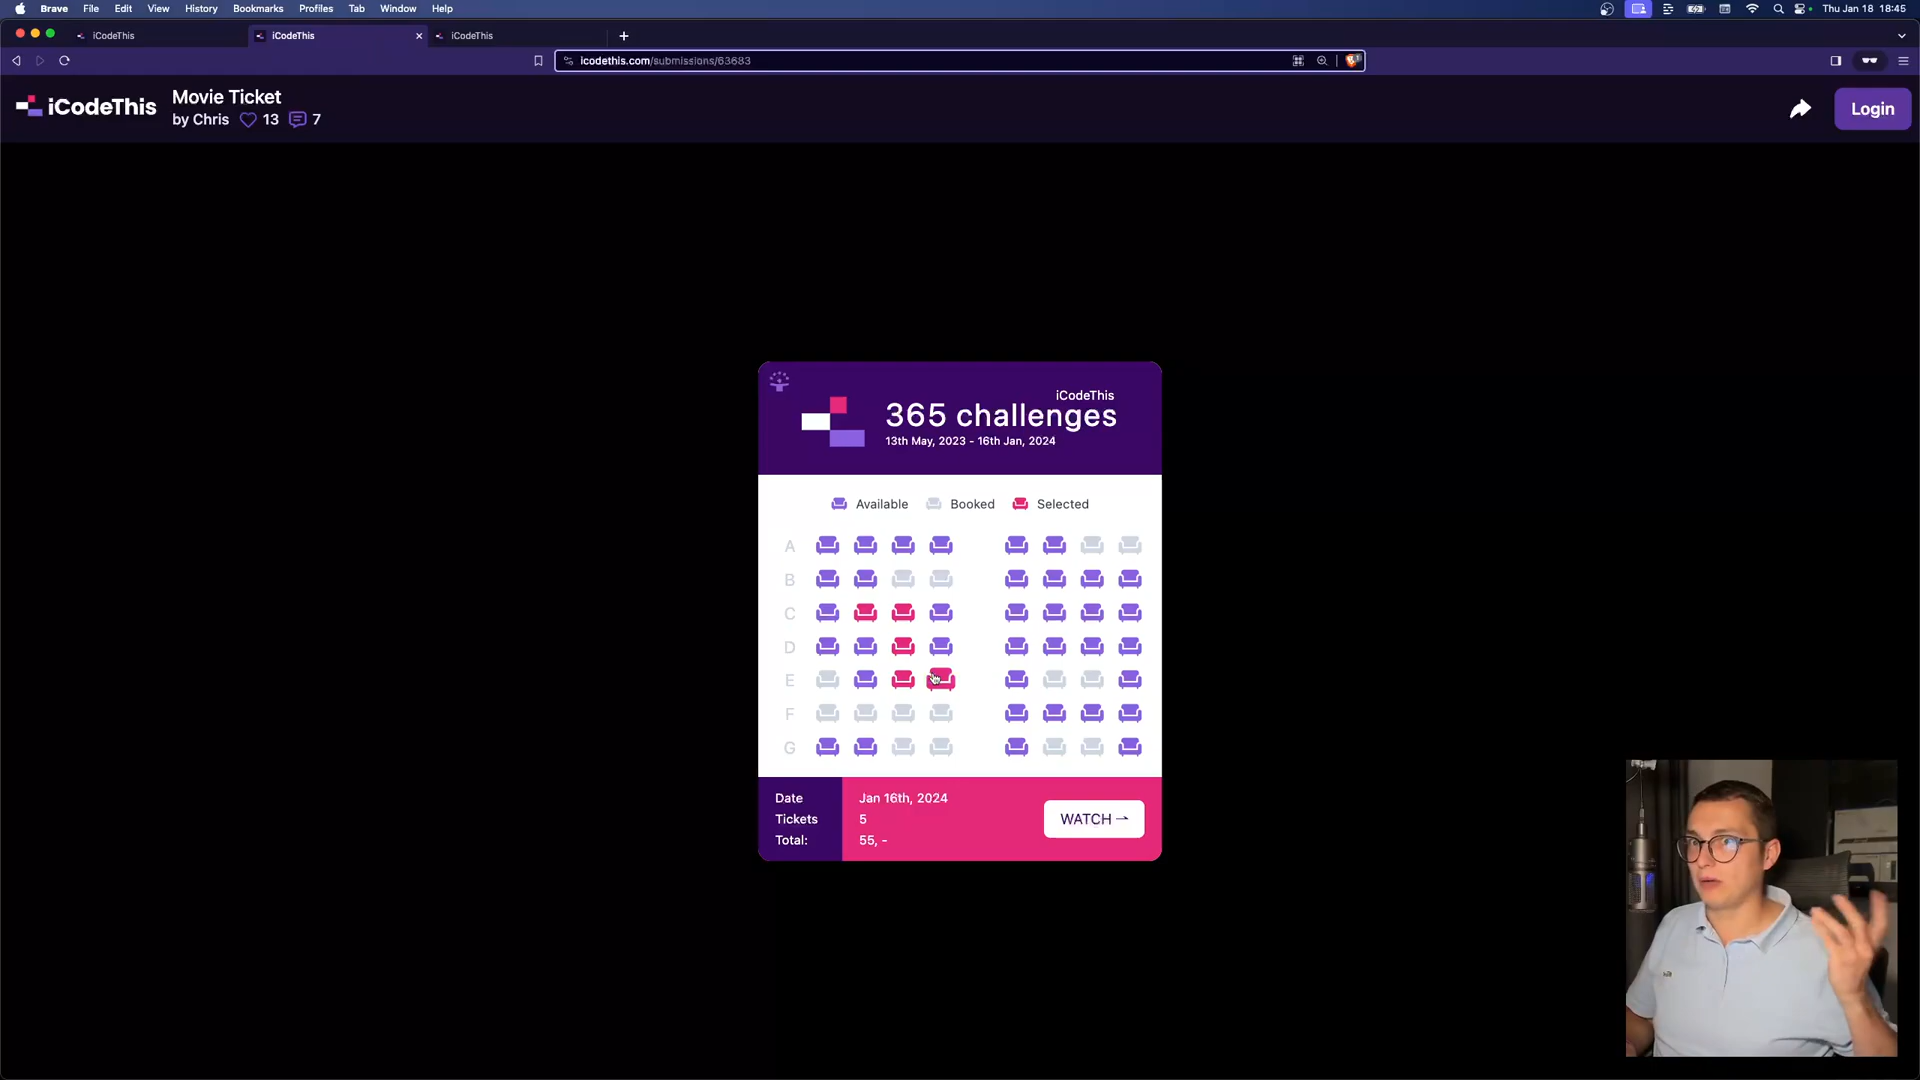 Brave File Edit View History Bookmarks Profiles Tab Window Help Thu Jan 18 18:45
iCodeThis iCodeThis iCodeThis
icodethis.com/submissions/63683
iCodeThis
Movie Ticket
by Chris 13 7
Login
iCodeThis
365 challenges
13th May, 2023 - 16th Jan, 2024
Available Booked Selected
A
B
C
D
E
F
G
Date Jan 16th, 2024
Tickets 5
Total: 55, -
WATCH →